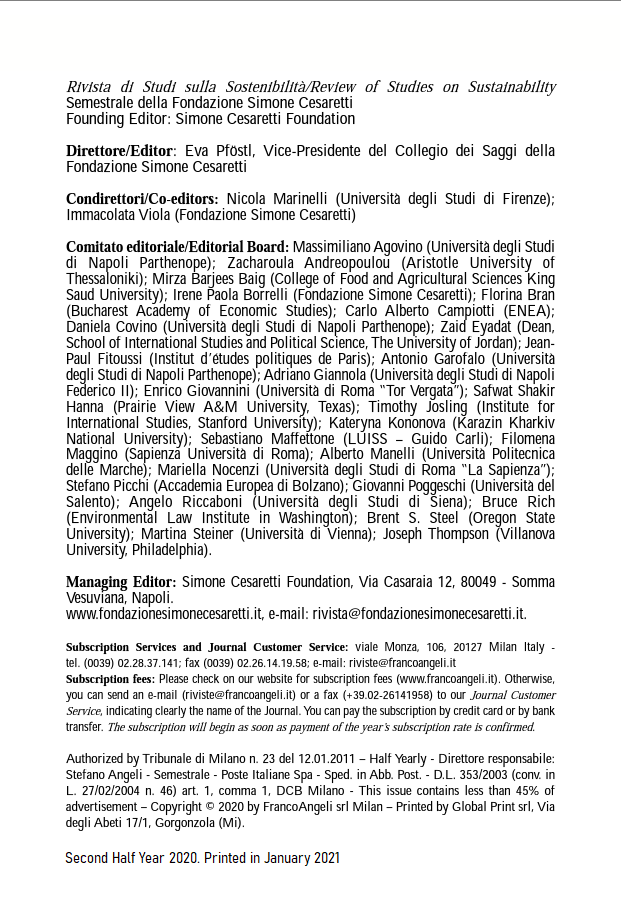 Rivista di Studi sulla Sostenibilità/Review of Studies on Sustainability
Semestrale della Fondazione Simone Cesaretti
Founding Editor: Simone Cesaretti Foundation
Direttore/Editor: Eva Pföstl, Vice-Presidente del Collegio dei Saggi della
Fondazione Simone Cesaretti
Condirettori/Co-editors: Nicola Marinelli (Università degli Studi di Firenze);
Immacolata Viola (Fondazione Simone Cesaretti)
Comitato editoriale/Editorial Board: Massimiliano Agovino (Università degli Studi
di Napoli Parthenope); Zacharoula Andreopoulou (Aristotle University of
Thessaloniki); Mirza Barjees Baig (College of Food and Agricultural Sciences King
Saud University); Irene Paola Borrelli (Fondazione Simone Cesaretti); Florina Bran
(Bucharest Academy of Economic Studies); Carlo Alberto Campiotti (ENEA);
Daniela Covino (Università degli Studi di Napoli Parthenope); Zaid Eyadat (Dean,
School of International Studies and Political Science, The University of Jordan); Jean-
Paul Fitoussi (Institut d'études politiques de Paris); Antonio Garofalo (Università
degli Studi di Napoli Parthenope); Adriano Giannola (Università degli Studi di Napoli
Federico II); Enrico Giovannini (Università di Roma “Tor Vergata”); Safwat Shakir
Hanna (Prairie View A&M University, Texas); Timothy Josling (Institute for
International Studies, Stanford University); Kateryna Kononova (Karazin Kharkiv
National University); Sebastiano Maffettone (LUISS – Guido Carli); Filomena
Maggino (Sapienza Università di Roma); Alberto Manelli (Università Politecnica
delle Marche); Mariella Nocenzi (Università degli Studi di Roma “La Sapienza”);
Stefano Picchi (Accademia Europea di Bolzano); Giovanni Poggeschi (Università del
Salento); Angelo Riccaboni (Università degli Studi di Siena); Bruce Rich
(Environmental Law Institute in Washington); Brent S. Steel (Oregon State
University); Martina Steiner (Università di Vienna); Joseph Thompson (Villanova
University, Philadelphia).
Managing Editor: Simone Cesaretti Foundation, Via Casaraia 12, 80049 - Somma
Vesuviana, Napoli.
www.fondazionesimonecesaretti.it, e-mail: rivista@fondazionesimonecesaretti.it.
Subscription Services and Journal Customer Service: viale Monza, 106, 20127 Milan Italy -
tel. (0039) 02.28.37.141; fax (0039) 02.26.14.19.58; e-mail: riviste@francoangeli.it
Subscription fees: Please check on our website for subscription fees (www.francoangeli.it). Otherwise,
you can send an e-mail (riviste@francoangeli.it) or a fax (+39.02-26141958) to our Journal Customer
Service, indicating clearly the name of the Journal. You can pay the subscription by credit card or by bank
transfer. The subscription will begin as soon as payment of the year's subscription rate is confirmed.
Authorized by Tribunale di Milano n. 23 del 12.01.2011 – Half Yearly - Direttore responsabile:
Stefano Angeli - Semestrale - Poste Italiane Spa - Sped. in Abb. Post. - D.L. 353/2003 (conv. in
L. 27/02/2004 n. 46) art. 1, comma 1, DCB Milano - This issue contains less than 45% of
advertisement – Copyright © 2020 by FrancoAngeli srl Milan – Printed by Global Print srl, Via
degli Abeti 17/1, Gorgonzola (Mi).
Second Half Year 2020. Printed in January 2021